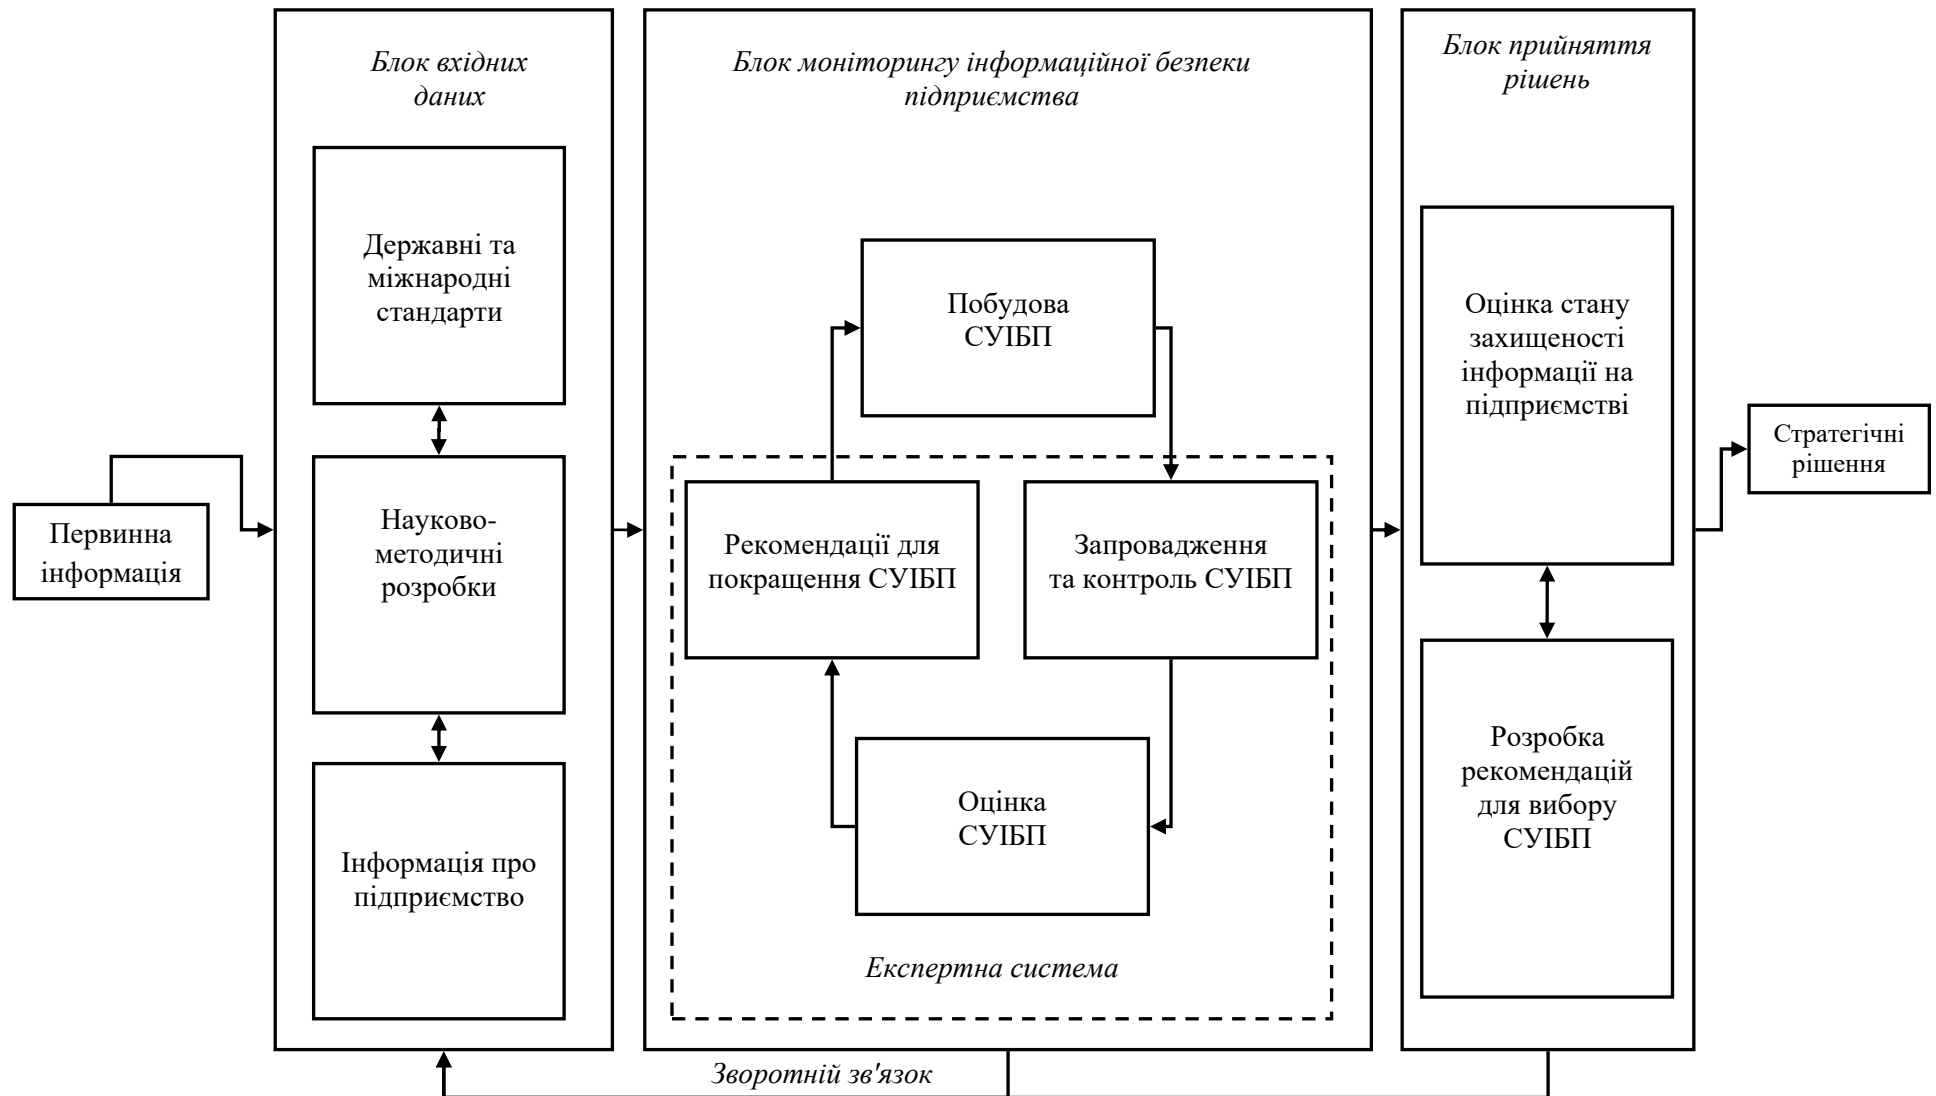 Блок вхідних
даних
Блок моніторингу інформаційної безпеки
підприємства
Блок прийняття
рішень
Державні та
міжнародні
стандарти
Науково-
методичні
розробки
Інформація про
підприємство
Первинна
інформація
Побудова
СУІБП
Рекомендації для
покращення СУІБП
Запровадження
та контроль СУІБП
Оцінка
СУІБП
Експертна система
Оцінка стану
захищеності
інформації на
підприємстві
Розробка
рекомендацій
для вибору
СУІБП
Стратегічні
рішення
Зворотній зв'язок